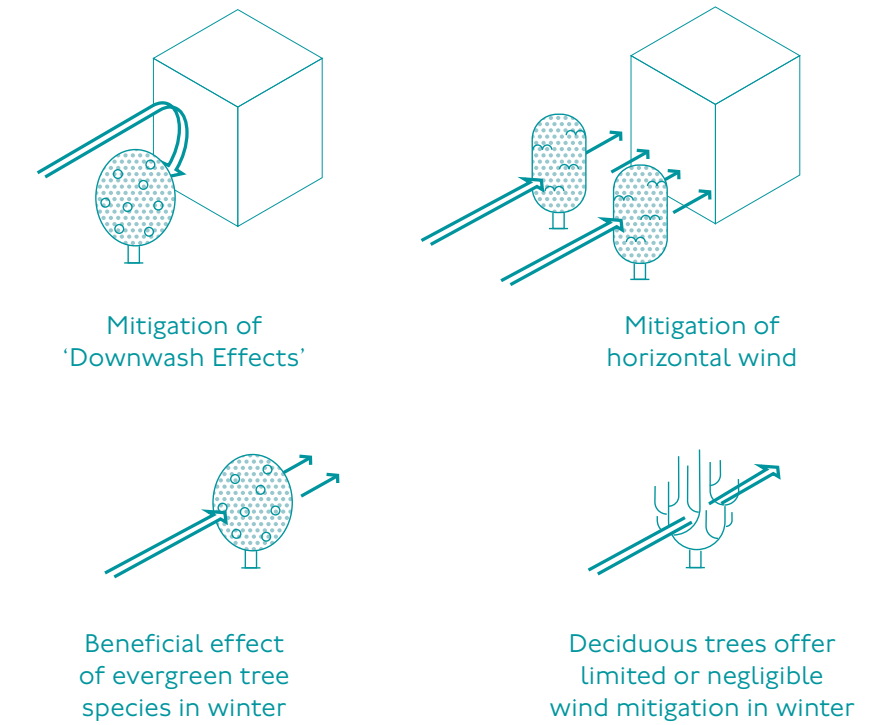 Mitigation of
‘Downwash Effects’
Mitigation of
horizontal wind
Beneficial effect
of evergreen tree
species in winter
Deciduous trees offer
limited or negligible
wind mitigation in winter